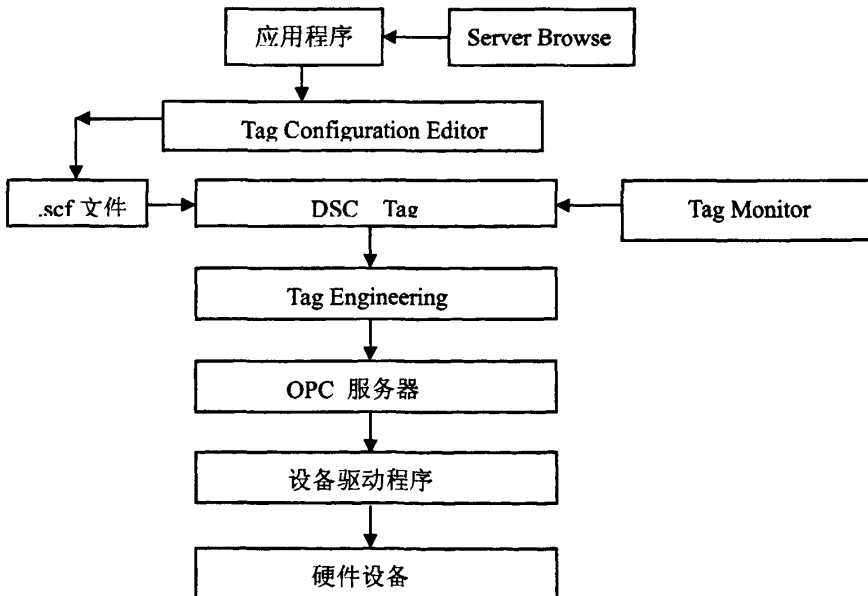 应用程序
Server Browse
Tag Configuration Editor
.scf 文件
DSC Tag
Tag Monitor
Tag Engineering
OPC 服务器
设备驱动程序
硬件设备